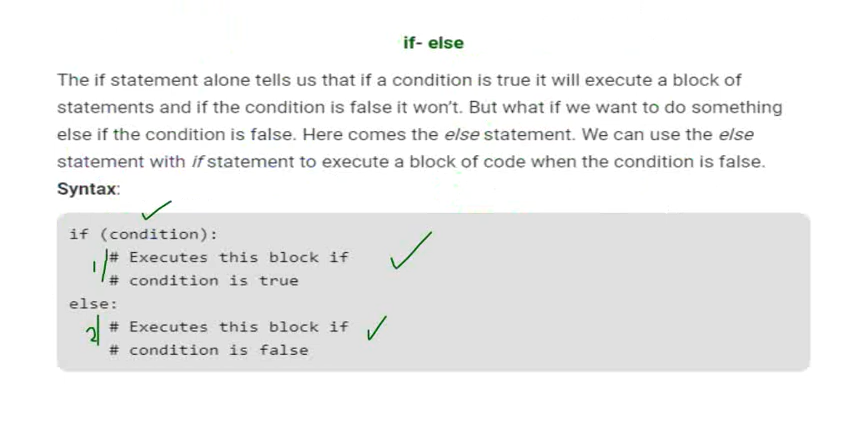 if- else
The if statement alone tells us that if a condition is true it will execute a block of
statements and if the condition is false it won't. But what if we want to do something
else if the condition is false. Here comes the else statement. We can use the else
statement with if statement to execute a block of code when the condition is false.
Syntax:
if (condition):
1 # Executes this block if
# condition is true
else:
2 # Executes this block if
# condition is false